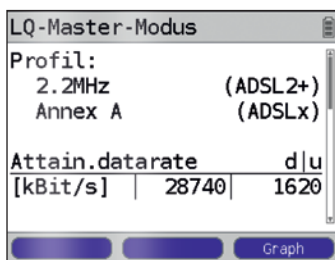 LQ-Master-Modus
Profil:
2.2MHz (ADSL2+)
Annex A (ADSLx)
Attain.datarate d|u
[kBit/s] | 28740| 1620
Graph